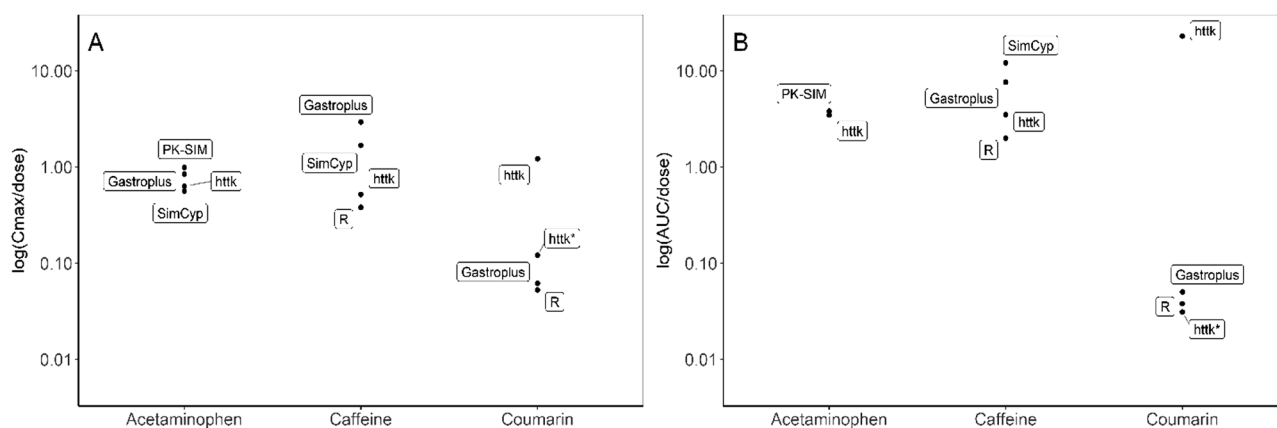 A
log(Cmax/dose)
10.00
1.00
0.10
0.01
PK-SIM
Gastroplus
httk
SimCyp
Gastroplus
SimCyp
httk
R
httk
httk*
Gastroplus
R
Acetaminophen
Caffeine
Coumarin
B
log(AUC/dose)
10.00
1.00
0.10
0.01
PK-SIM
httk
SimCyp
Gastroplus
httk
R
httk
Gastroplus
R
httk*
Acetaminophen
Caffeine
Coumarin